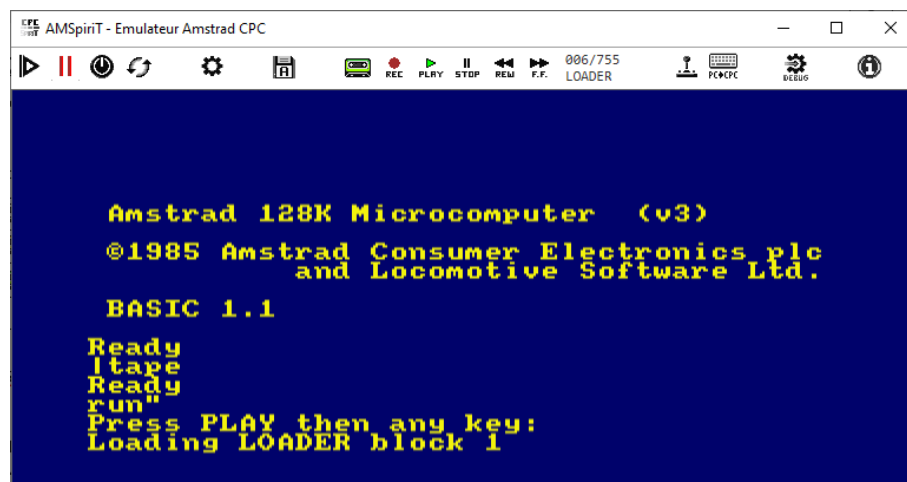 CPC
SPIRIT
AMSpiriT - Emulateur Amstrad CPC
A
REC PLAY STOP REW F.F.
006/755
LOADER
PC CPC
DEBUG
Amstrad 128K Microcomputer (v3)
©1985 Amstrad Consumer Electronics plc
and Locomotive Software Ltd.
BASIC 1.1
Ready
|tape
Ready
run"
Press PLAY then any key:
Loading LOADER block 1